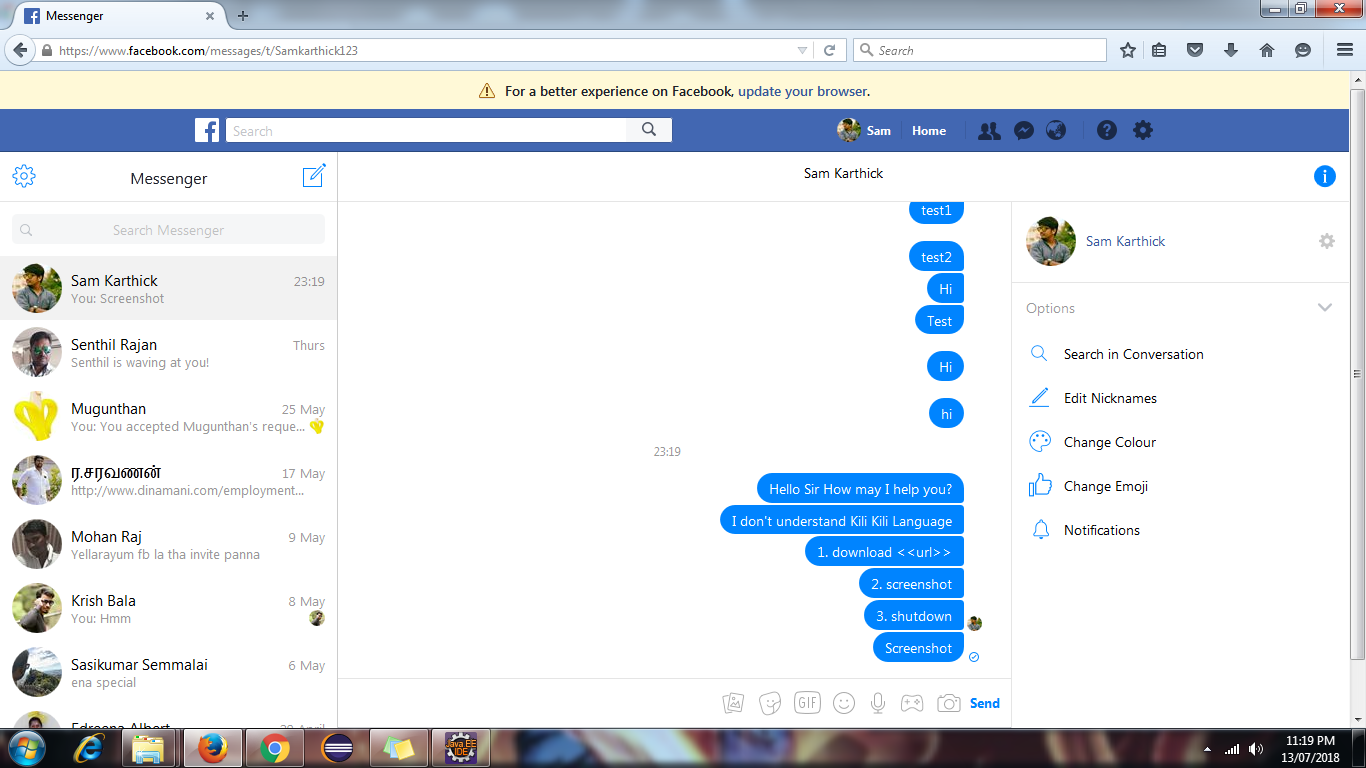 Messenger
https://www.facebook.com/messages/t/Samkarthick123
Search
For a better experience on Facebook, update your browser.
Search
Sam
Home
Messenger
Sam Karthick
Search Messenger
Sam Karthick 23:19
You: Screenshot
Senthil Rajan Thurs
Senthil is waving at you!
Mugunthan 25 May
You: You accepted Mugunthan's reque...
ர.சரவணன் 17 May
http://www.dinamani.com/employment...
Mohan Raj 9 May
Yellarayum fb la tha invite panna
Krish Bala 8 May
You: Hmm
Sasikumar Semmalai 6 May
ena special
test1
test2
Hi
Test
Hi
hi
23:19
Hello Sir How may I help you?
I don't understand Kili Kili Language
1. download <<url>>
2. screenshot
3. shutdown
Screenshot
GIF
Send
Sam Karthick
Options
Search in Conversation
Edit Nicknames
Change Colour
Change Emoji
Notifications
Java EE
IDE
11:19 PM
13/07/2018